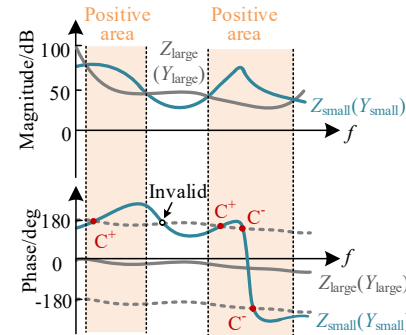 Positive
area
Positive
area
Magnitude/dB
100
50
0
Z_large
(Y_large)
Z_small(Y_small)
f
Invalid
Phase/deg
180
0
-180
C⁺
C⁺
C⁻
C⁻
f
Z_large(Y_large)
Z_small(Y_small)